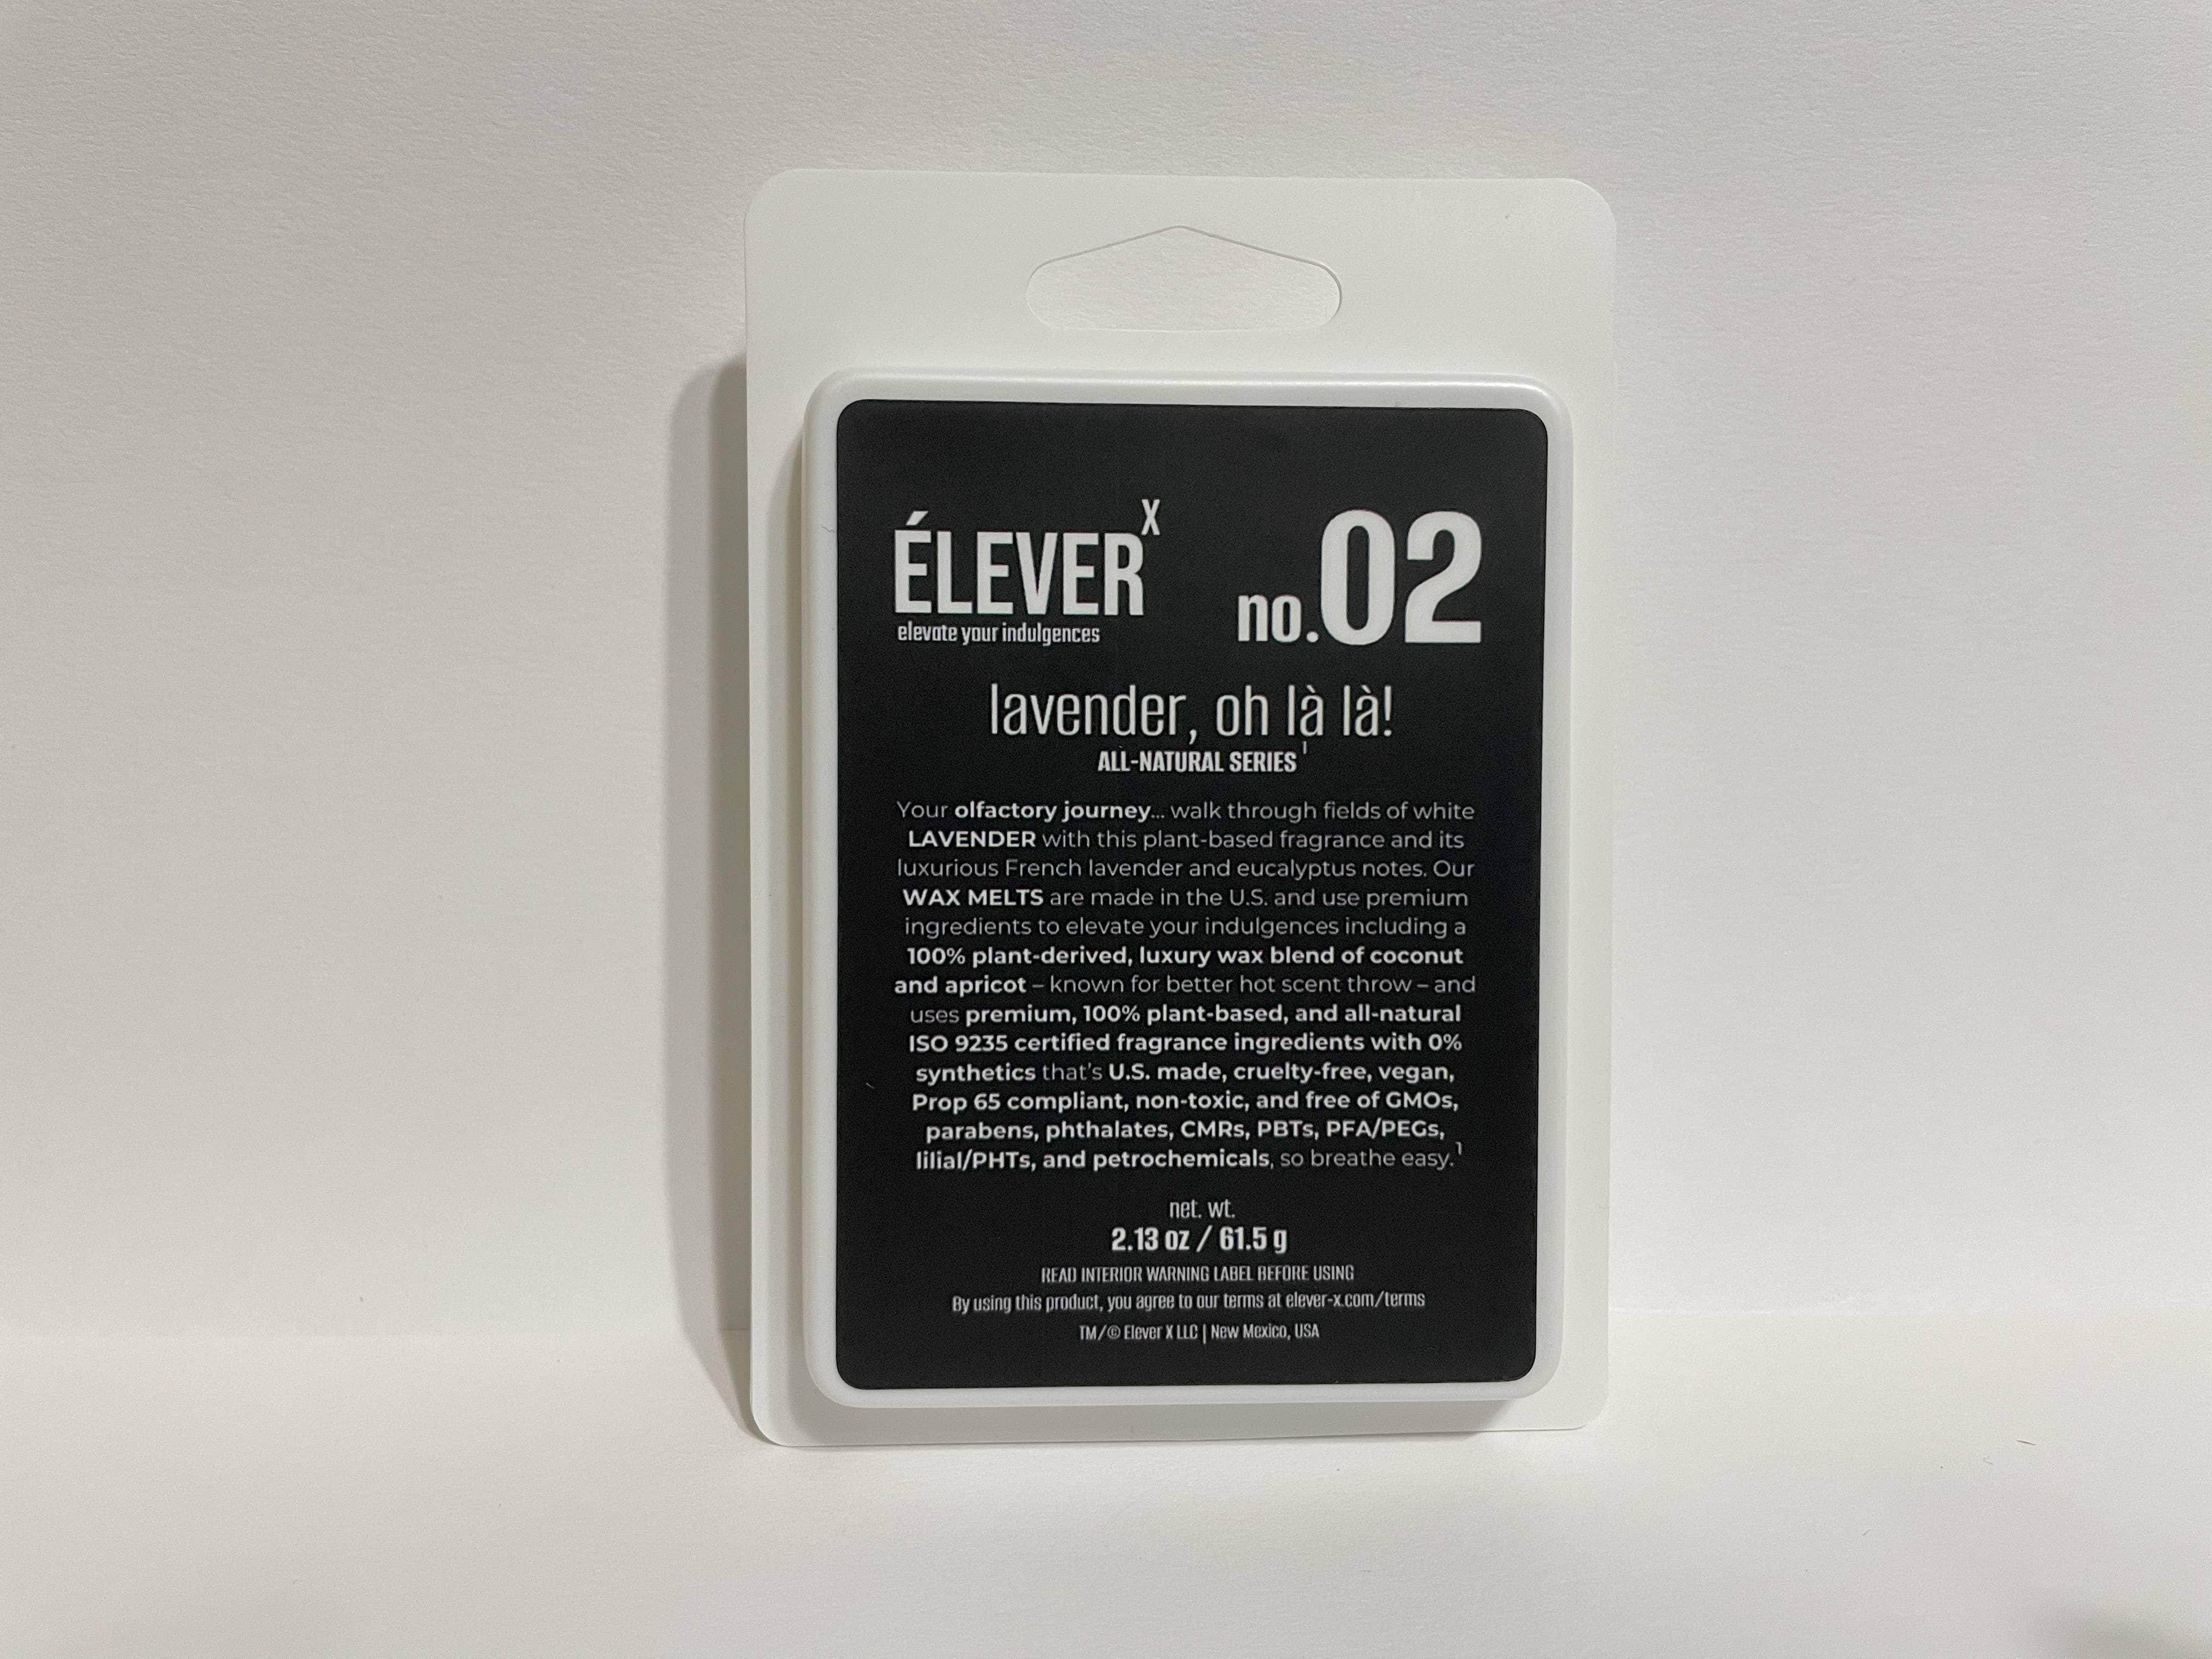 ÉLEVER X
elevate your indulgences
no.02
lavender, oh là là!
ALL-NATURAL SERIES¹
Your olfactory journey... walk through fields of white
LAVENDER with this plant-based fragrance and its
luxurious French lavender and eucalyptus notes. Our
WAX MELTS are made in the U.S. and use premium
ingredients to elevate your indulgences including a
100% plant-derived, luxury wax blend of coconut
and apricot – known for better hot scent throw – and
uses premium, 100% plant-based, and all-natural
ISO 9235 certified fragrance ingredients with 0%
synthetics that's U.S. made, cruelty-free, vegan,
Prop 65 compliant, non-toxic, and free of GMOs,
parabens, phthalates, CMRs, PBTs, PFA/PEGs,
lilial/PHTs, and petrochemicals, so breathe easy.¹
net. wt.
2.13 oz / 61.5 g
READ INTERIOR WARNING LABEL BEFORE USING
By using this product, you agree to our terms at elever-x.com/terms
TM/© Elever X LLC | New Mexico, USA